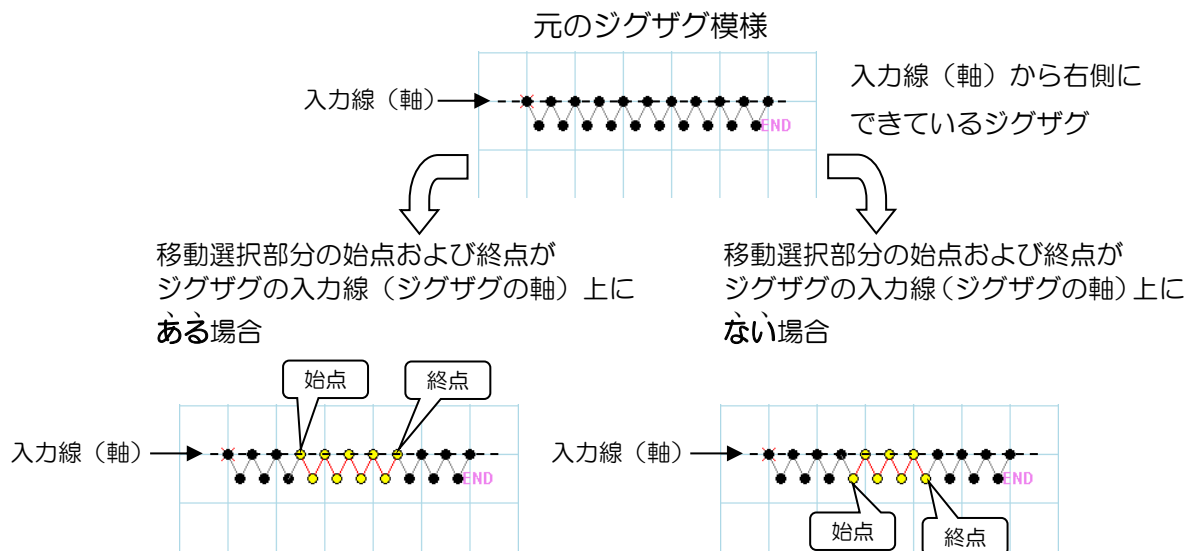 元のジグザグ模様
入力線（軸）
入力線（軸）から右側に
できているジグザグ
END
移動選択部分の始点および終点が
ジグザグの入力線（ジグザグの軸）上に
ある場合
移動選択部分の始点および終点が
ジグザグの入力線（ジグザグの軸）上に
ない場合
始点
終点
入力線（軸）
END
入力線（軸）
END
始点
終点